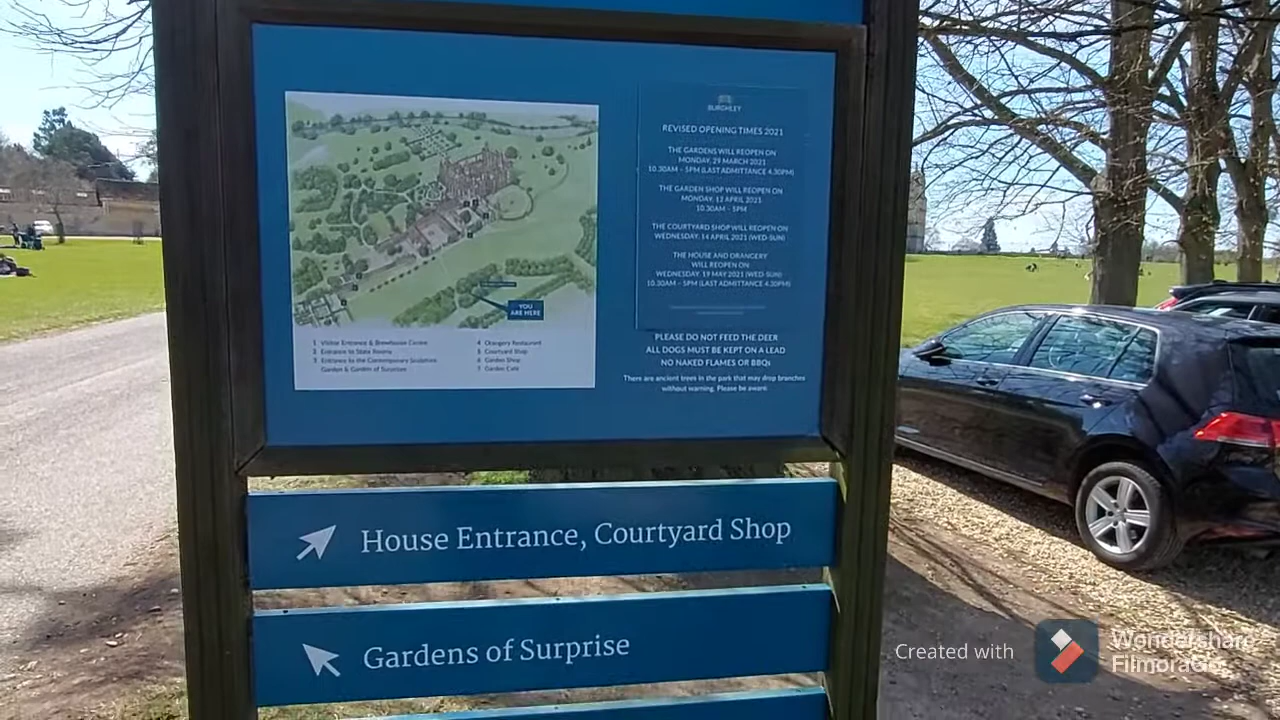 BURGHLEY
REVISED OPENING TIMES 2021
THE GARDENS WILL REOPEN ON
MONDAY, 29 MARCH 2021
10.30AM – 5PM (LAST ADMITTANCE 4.30PM)
THE GARDEN SHOP WILL REOPEN ON
MONDAY, 12 APRIL 2021
10.30AM – 5PM
THE COURTYARD SHOP WILL REOPEN ON
WEDNESDAY, 14 APRIL 2021 (WED-SUN)
THE HOUSE AND ORANGERY
WILL REOPEN ON
WEDNESDAY, 19 MAY 2021 (WED-SUN)
10.30AM – 5PM (LAST ADMITTANCE 4.30PM)
PLEASE DO NOT FEED THE DEER
ALL DOGS MUST BE KEPT ON A LEAD
NO NAKED FLAMES OR BBQs
There are ancient trees in the park that may drop branches
without warning. Please be aware.
YOU
ARE HERE
1 Visitor Entrance & Brewhouse Centre
2 Entrance to State Rooms
3 Entrance to the Contemporary Sculpture
Garden & Garden of Surprises
4 Orangery Restaurant
5 Courtyard Shop
6 Garden Shop
7 Garden Café
House Entrance, Courtyard Shop
Gardens of Surprise
Created with
Wondershare
FilmoraGo